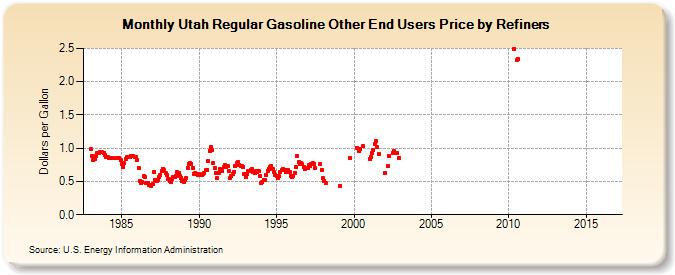 Monthly Utah Regular Gasoline Other End Users Price by Refiners
Dollars per Gallon
2.5
2.0
1.5
1.0
0.5
0.0
1985 1990 1995 2000 2005 2010 2015
Source: U.S. Energy Information Administration